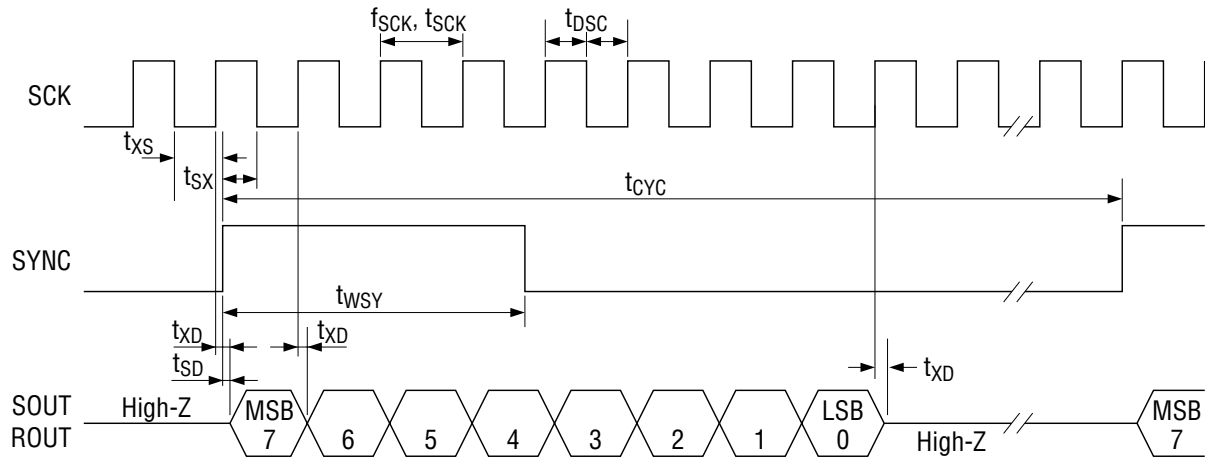 fSCK, tSCK
tDSC
SCK
tXS
tSX
tCYC
SYNC
tWSY
tXD
tXD
tSD
tXD
SOUT
ROUT
High-Z
MSB
7
6
5
4
3
2
1
LSB
0
High-Z
MSB
7